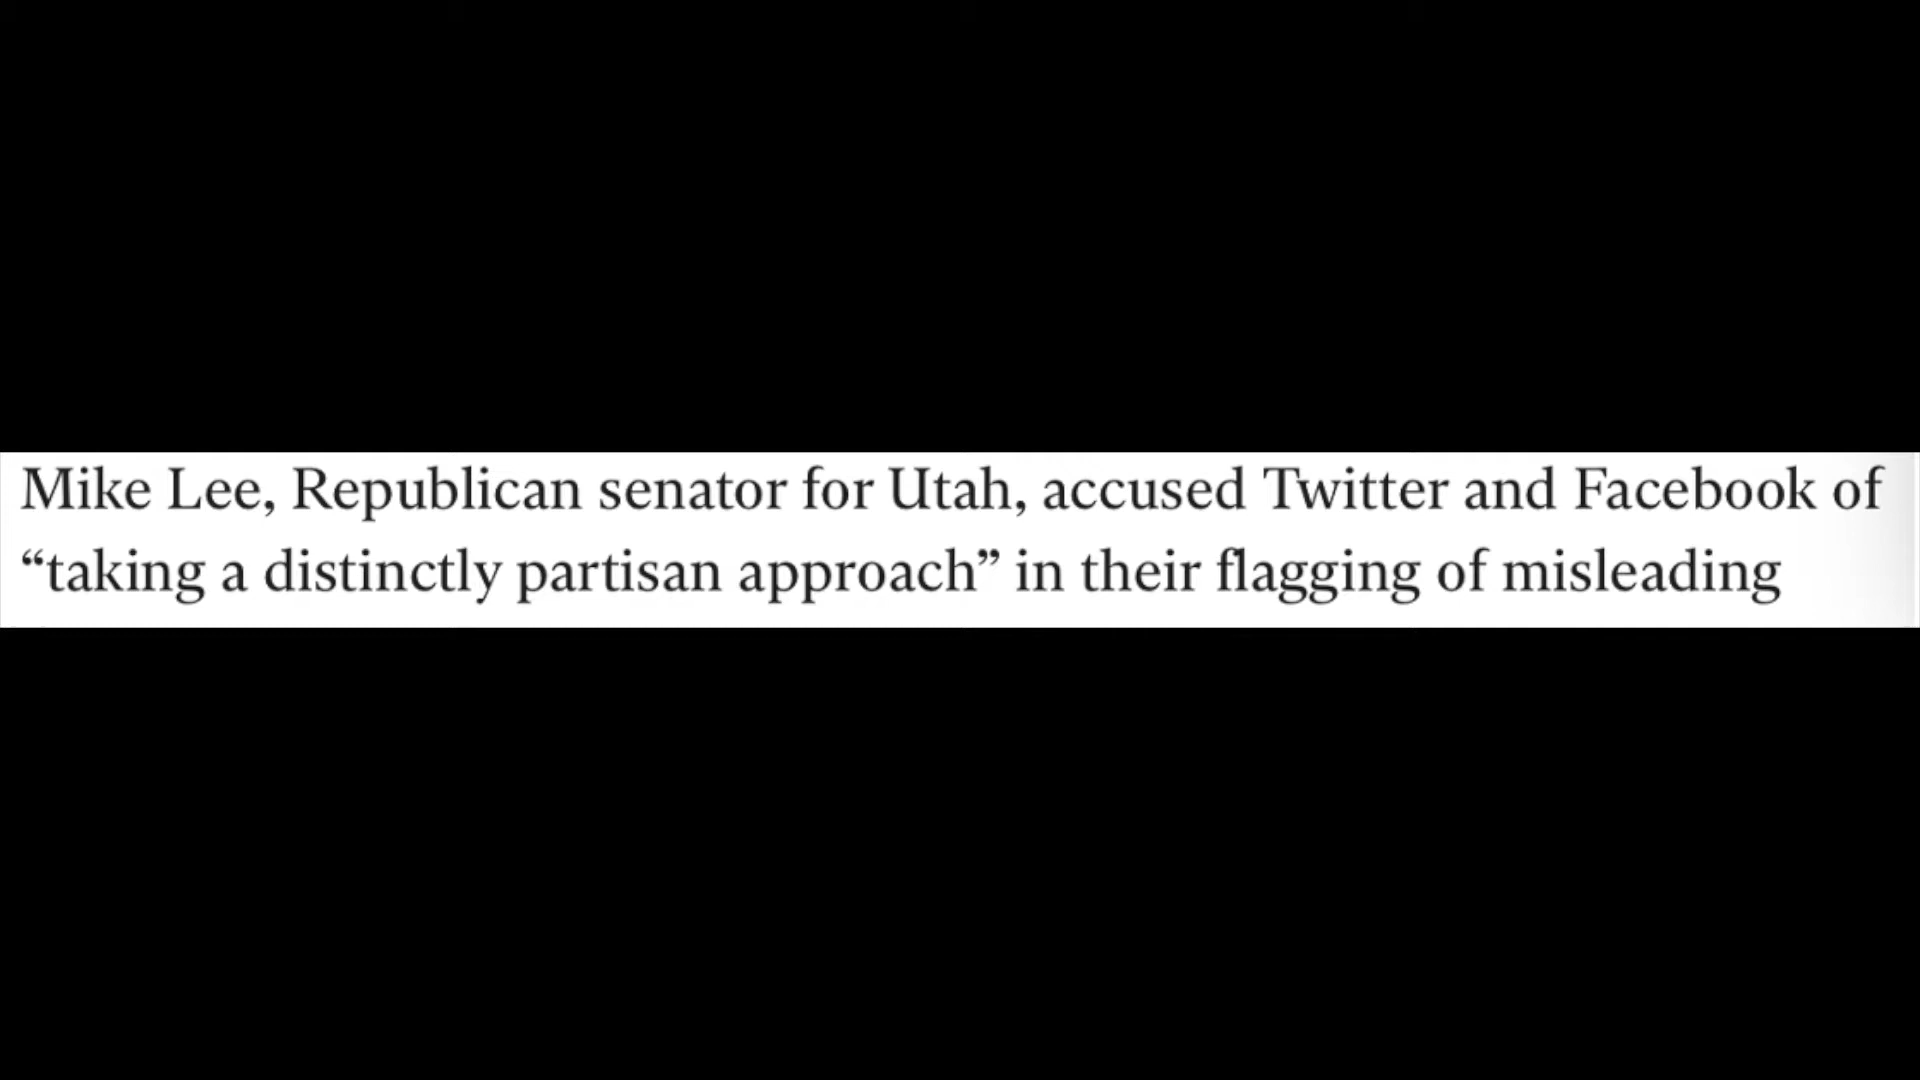 Mike Lee, Republican senator for Utah, accused Twitter and Facebook of
“taking a distinctly partisan approach” in their flagging of misleading